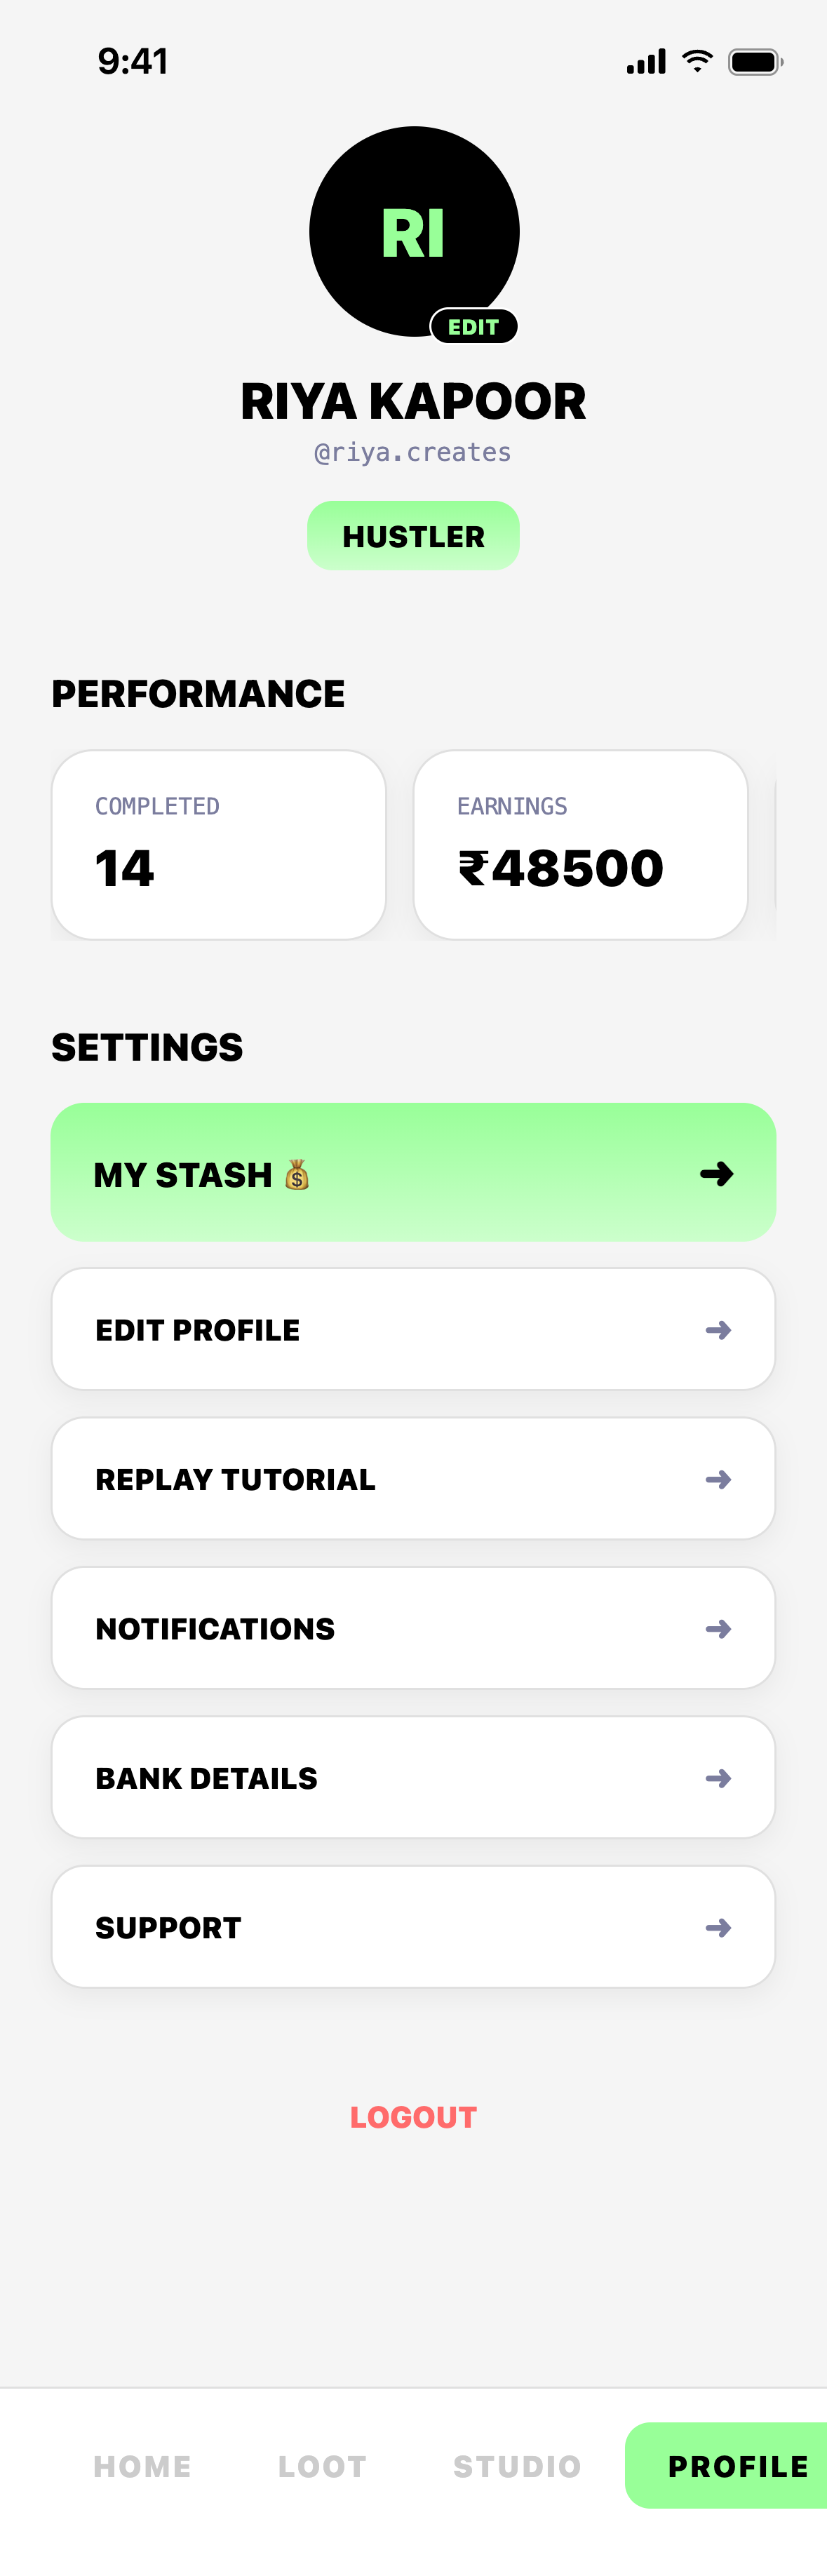 9:41
RI
EDIT
RIYA KAPOOR
@riya.creates
HUSTLER
PERFORMANCE
COMPLETED
14
EARNINGS
₹48500
SETTINGS
MY STASH 💰
EDIT PROFILE
REPLAY TUTORIAL
NOTIFICATIONS
BANK DETAILS
SUPPORT
LOGOUT
HOME LOOT STUDIO PROFILE